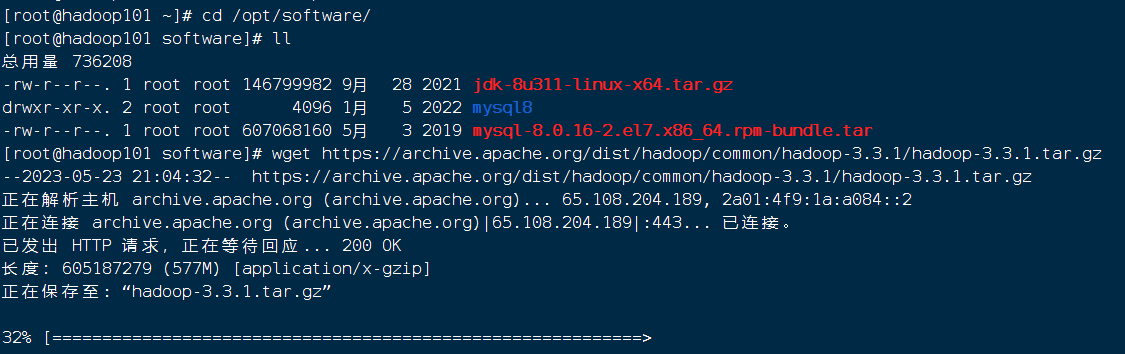 [root@hadoop101 ~]# cd /opt/software/
[root@hadoop101 software]# ll
总用量 736208
-rw-r--r--. 1 root root 146799982 9月  28 2021 jdk-8u311-linux-x64.tar.gz
drwxr-xr-x. 2 root root      4096 1月   5 2022 mysql8
-rw-r--r--. 1 root root 607068160 5月   3 2019 mysql-8.0.16-2.el7.x86_64.rpm-bundle.tar
[root@hadoop101 software]# wget https://archive.apache.org/dist/hadoop/common/hadoop-3.3.1/hadoop-3.3.1.tar.gz
--2023-05-23 21:04:32--  https://archive.apache.org/dist/hadoop/common/hadoop-3.3.1/hadoop-3.3.1.tar.gz
正在解析主机 archive.apache.org (archive.apache.org)... 65.108.204.189, 2a01:4f9:1a:a084::2
正在连接 archive.apache.org (archive.apache.org)|65.108.204.189|:443... 已连接。
已发出 HTTP 请求，正在等待回应... 200 OK
长度：605187279 (577M) [application/x-gzip]
正在保存至: “hadoop-3.3.1.tar.gz”
32% [===========================================================>